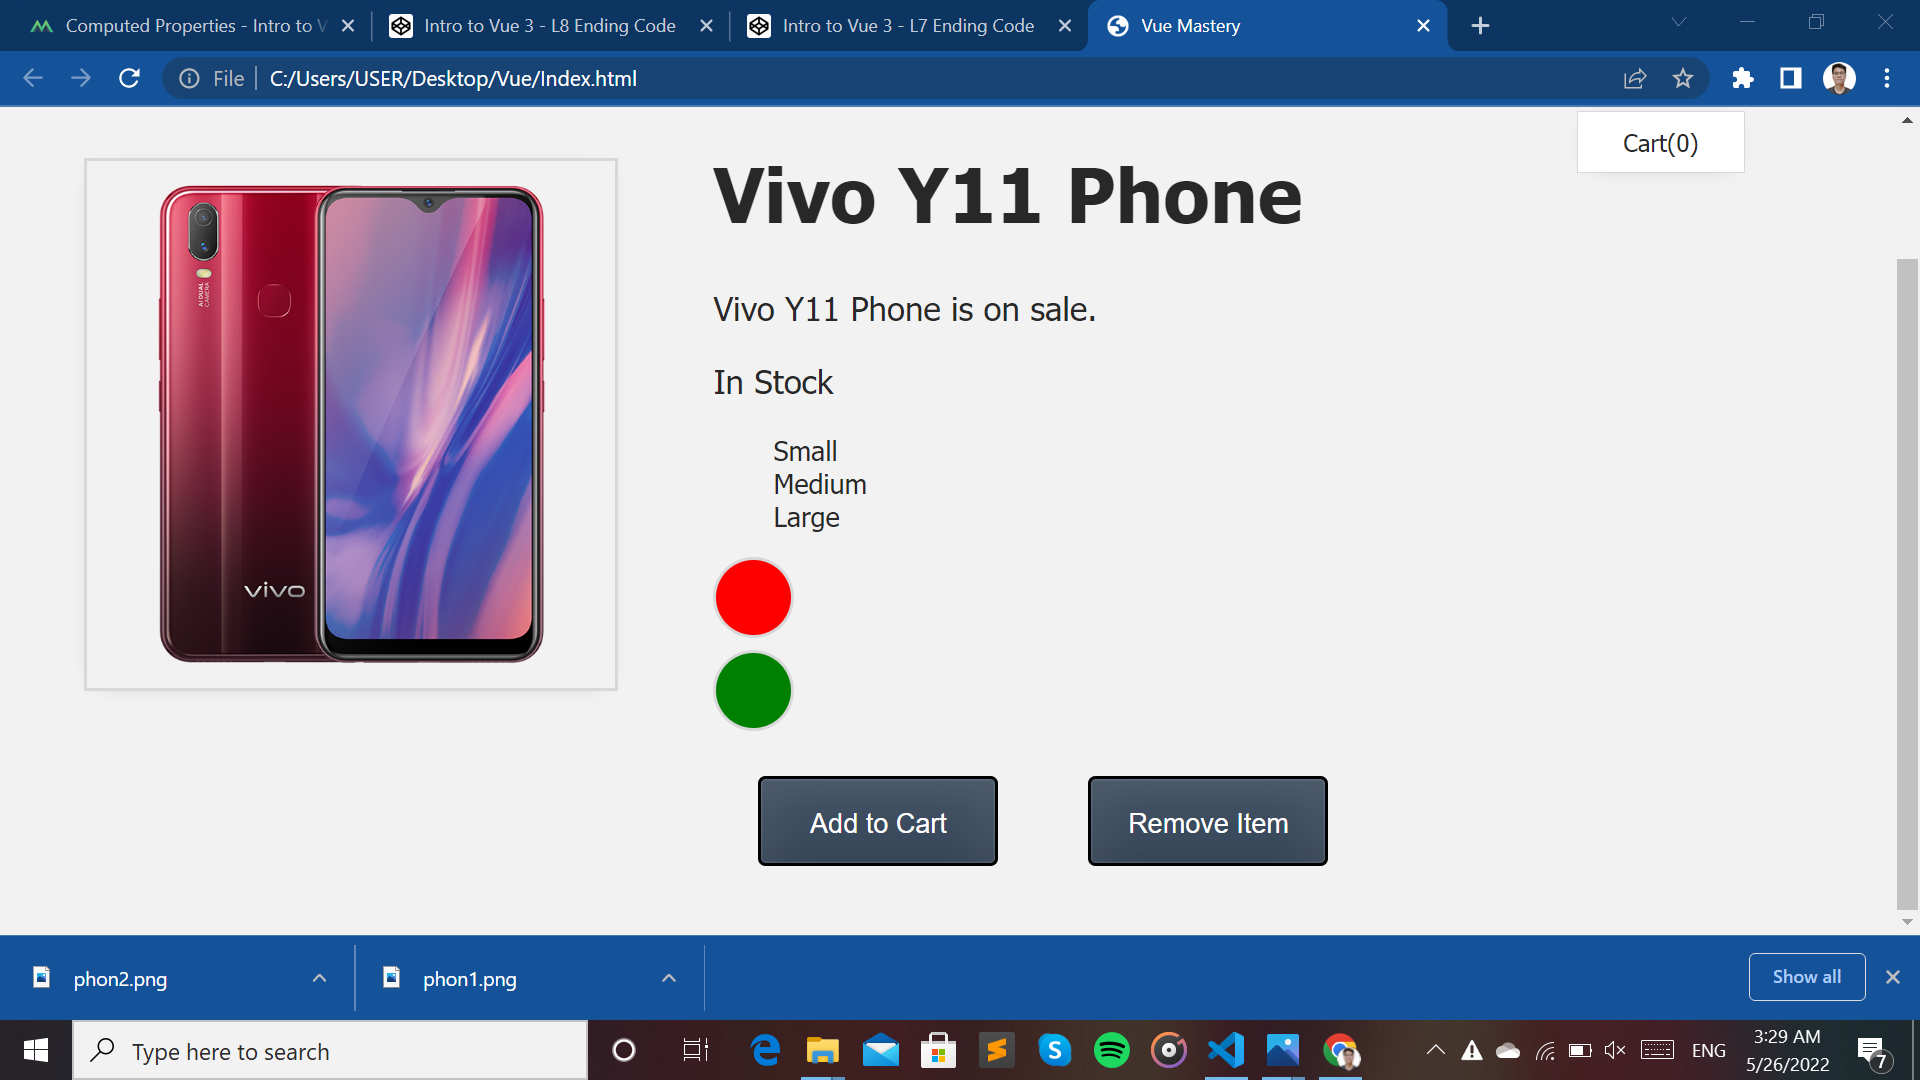 Computed Properties - Intro to V
Intro to Vue 3 - L8 Ending Code
Intro to Vue 3 - L7 Ending Code
Vue Mastery
File
C:/Users/USER/Desktop/Vue/Index.html
Cart(0)
Vivo Y11 Phone
Vivo Y11 Phone is on sale.
In Stock
Small
Medium
Large
AI DUAL
CAMERA
vivo
Add to Cart
Remove Item
phon2.png
phon1.png
Show all
Type here to search
ENG
3:29 AM
5/26/2022
7